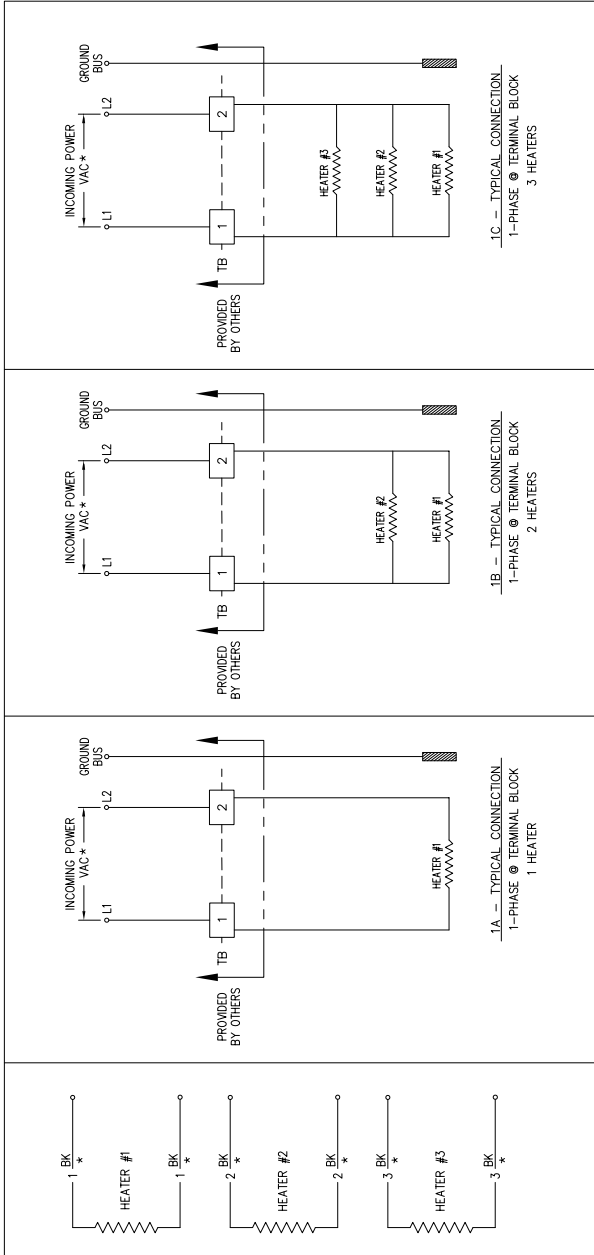 1 BK
*
HEATER #1
1 BK
*
2 BK
*
HEATER #2
2 BK
*
3 BK
*
HEATER #3
3 BK
*
INCOMING POWER
VAC *
L1
L2
GROUND
BUS
TB
1
2
PROVIDED
BY OTHERS
HEATER #1
1A – TYPICAL CONNECTION
1-PHASE @ TERMINAL BLOCK
1 HEATER
INCOMING POWER
VAC *
L1
L2
GROUND
BUS
TB
1
2
PROVIDED
BY OTHERS
HEATER #2
HEATER #1
1B – TYPICAL CONNECTION
1-PHASE @ TERMINAL BLOCK
2 HEATERS
INCOMING POWER
VAC *
L1
L2
GROUND
BUS
TB
1
2
PROVIDED
BY OTHERS
HEATER #3
HEATER #2
HEATER #1
1C – TYPICAL CONNECTION
1-PHASE @ TERMINAL BLOCK
3 HEATERS